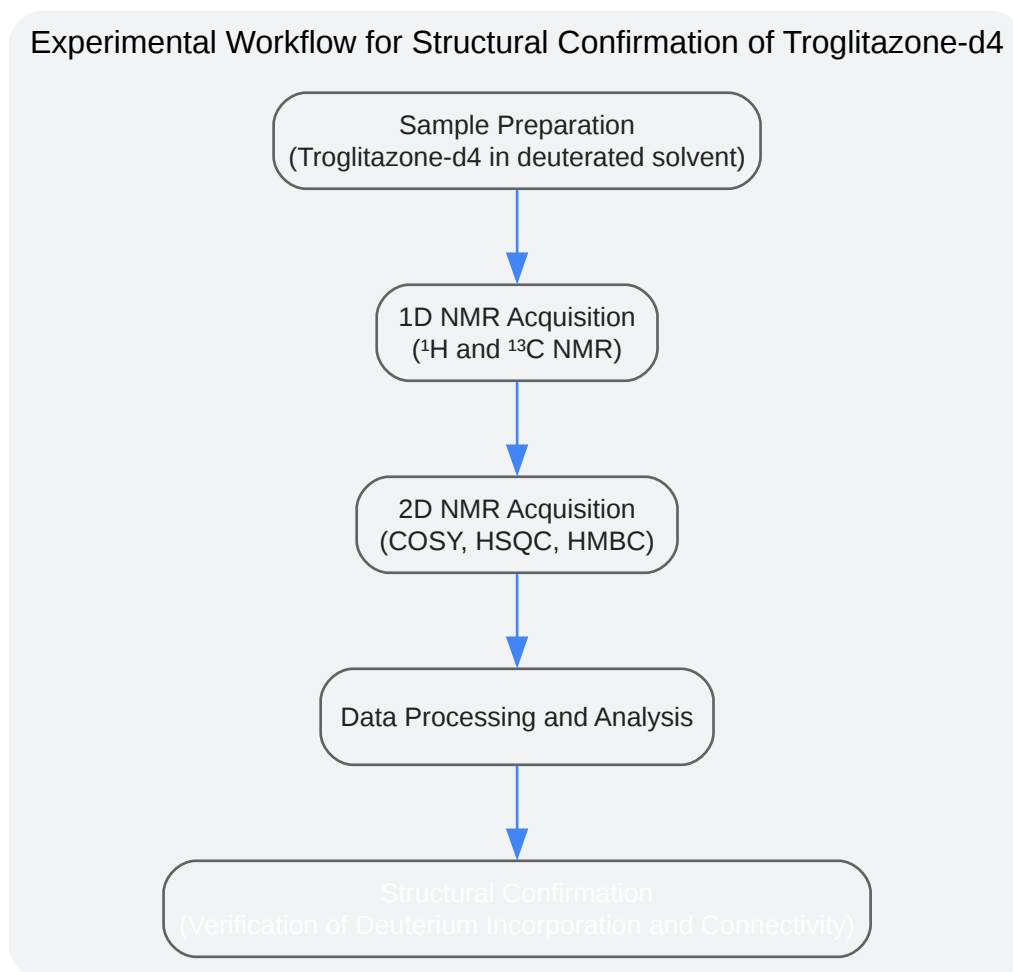 Experimental Workflow for Structural Confirmation of Troglitazone-d4
Sample Preparation
(Troglitazone-d4 in deuterated solvent)
1D NMR Acquisition
(¹H and ¹³C NMR)
2D NMR Acquisition
(COSY, HSQC, HMBC)
Data Processing and Analysis
Structural Confirmation
(Verification of Deuterium Incorporation and Connectivity)